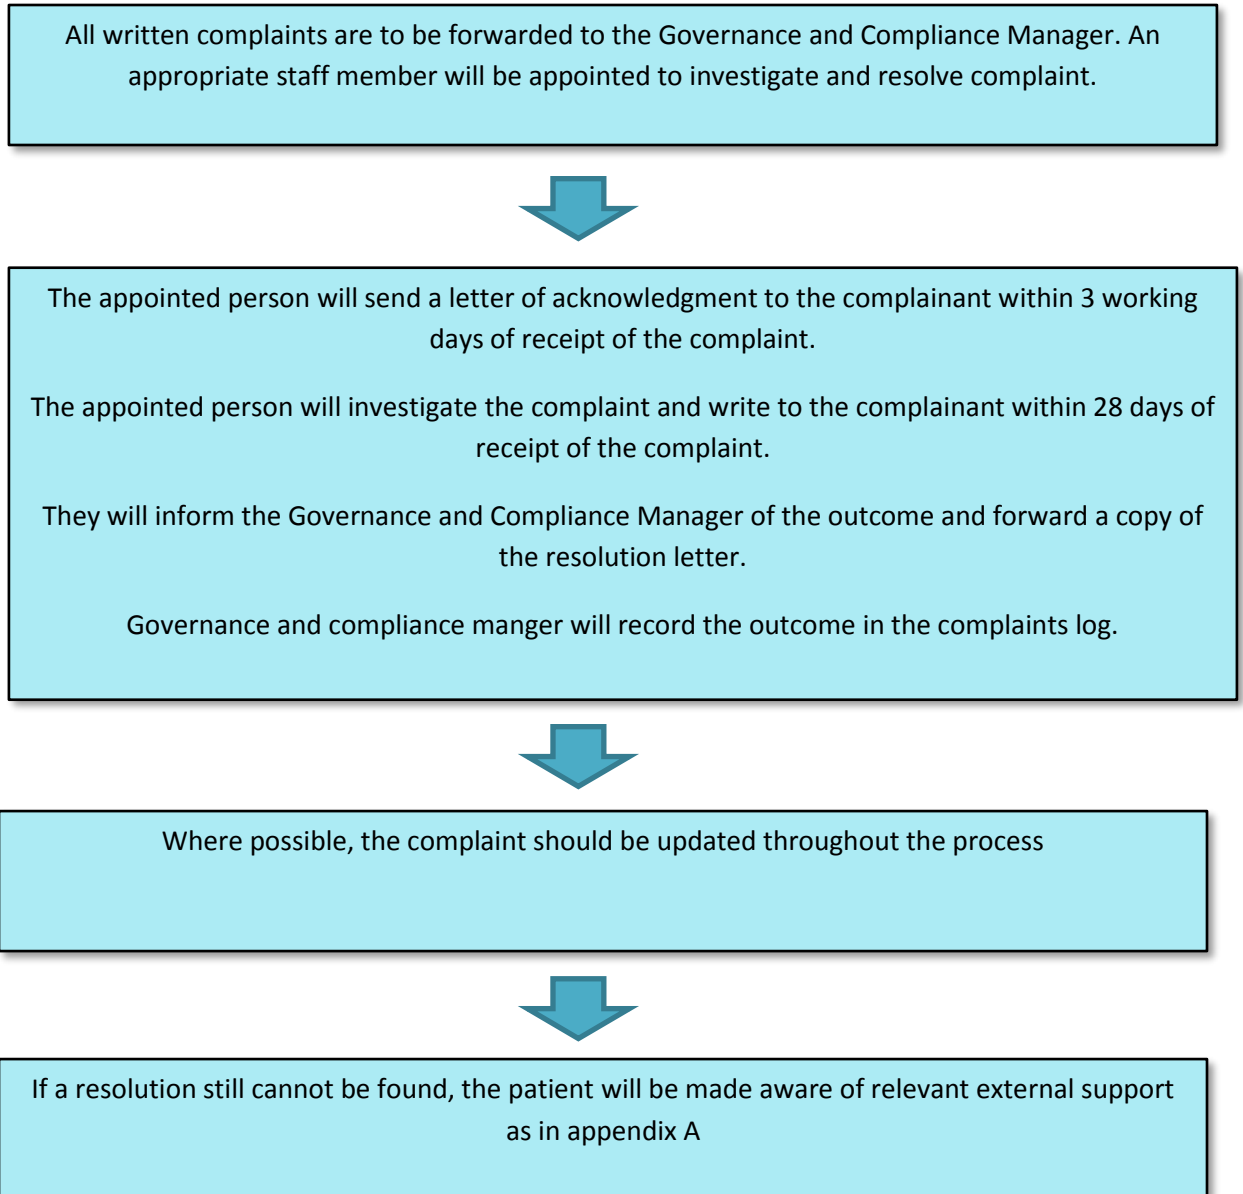 All written complaints are to be forwarded to the Governance and Compliance Manager. An
appropriate staff member will be appointed to investigate and resolve complaint.
The appointed person will send a letter of acknowledgment to the complainant within 3 working
days of receipt of the complaint.
The appointed person will investigate the complaint and write to the complainant within 28 days of
receipt of the complaint.
They will inform the Governance and Compliance Manager of the outcome and forward a copy of
the resolution letter.
Governance and compliance manger will record the outcome in the complaints log.
Where possible, the complaint should be updated throughout the process
If a resolution still cannot be found, the patient will be made aware of relevant external support
as in appendix A